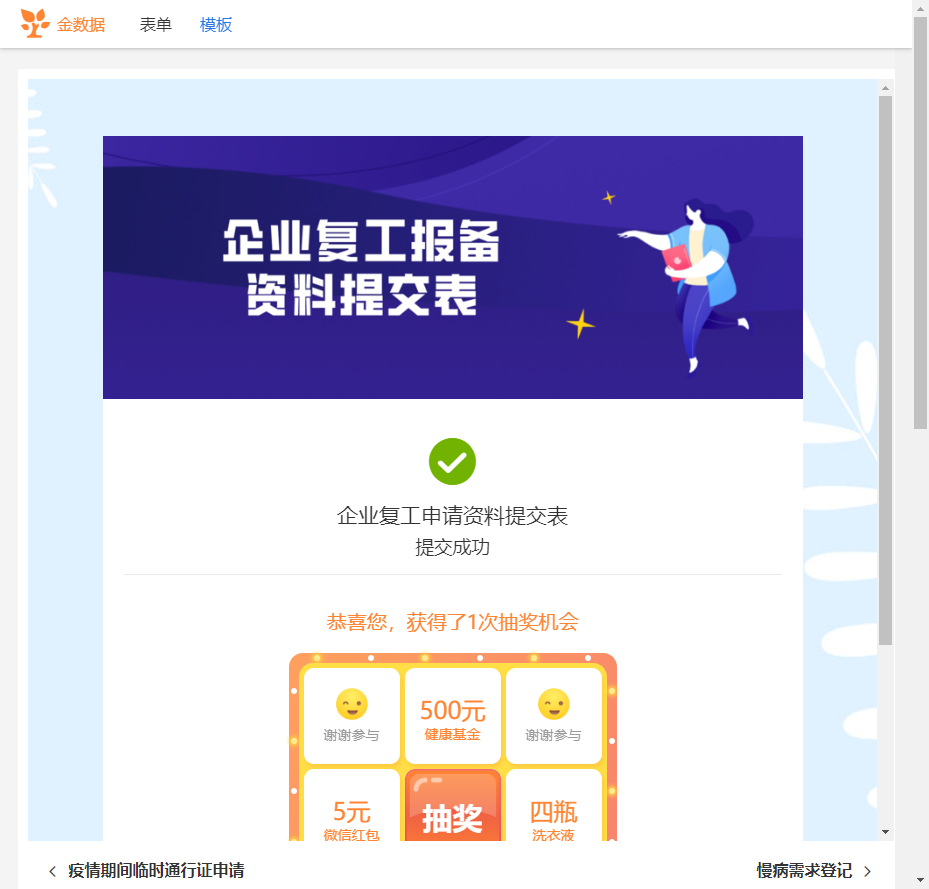 金数据
表单
模板
企业复工报备
资料提交表
企业复工申请资料提交表
提交成功
恭喜您，获得了1次抽奖机会
谢谢参与
500元
健康基金
谢谢参与
5元
微信红包
抽奖
四瓶
洗衣液
疫情期间临时通行证申请
慢病需求登记